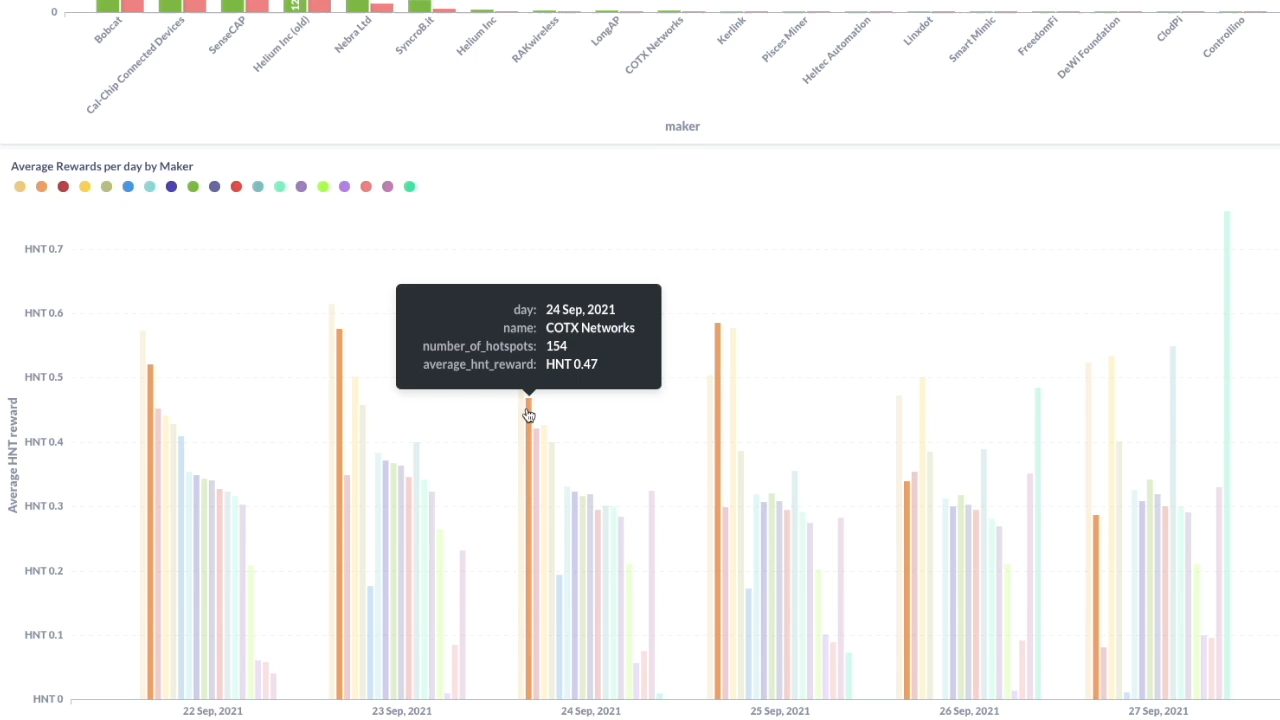 0
12
Bobcat
Cal-Chip Connected Devices
SenseCAP
Helium Inc (old)
Nebra Ltd
SyncroB.it
Helium Inc
RAKwireless
LongAP
COTX Networks
Kerlink
Pisces Miner
Heltec Automation
Linxdot
Smart Mimic
FreedomFi
DeWi Foundation
ClodPi
Controllino
maker
Average Rewards per day by Maker
HNT 0.7
HNT 0.6
HNT 0.5
HNT 0.4
HNT 0.3
HNT 0.2
HNT 0.1
HNT 0
Average HNT reward
day: 24 Sep, 2021
name: COTX Networks
number_of_hotspots: 154
average_hnt_reward: HNT 0.47
22 Sep, 2021
23 Sep, 2021
24 Sep, 2021
25 Sep, 2021
26 Sep, 2021
27 Sep, 2021